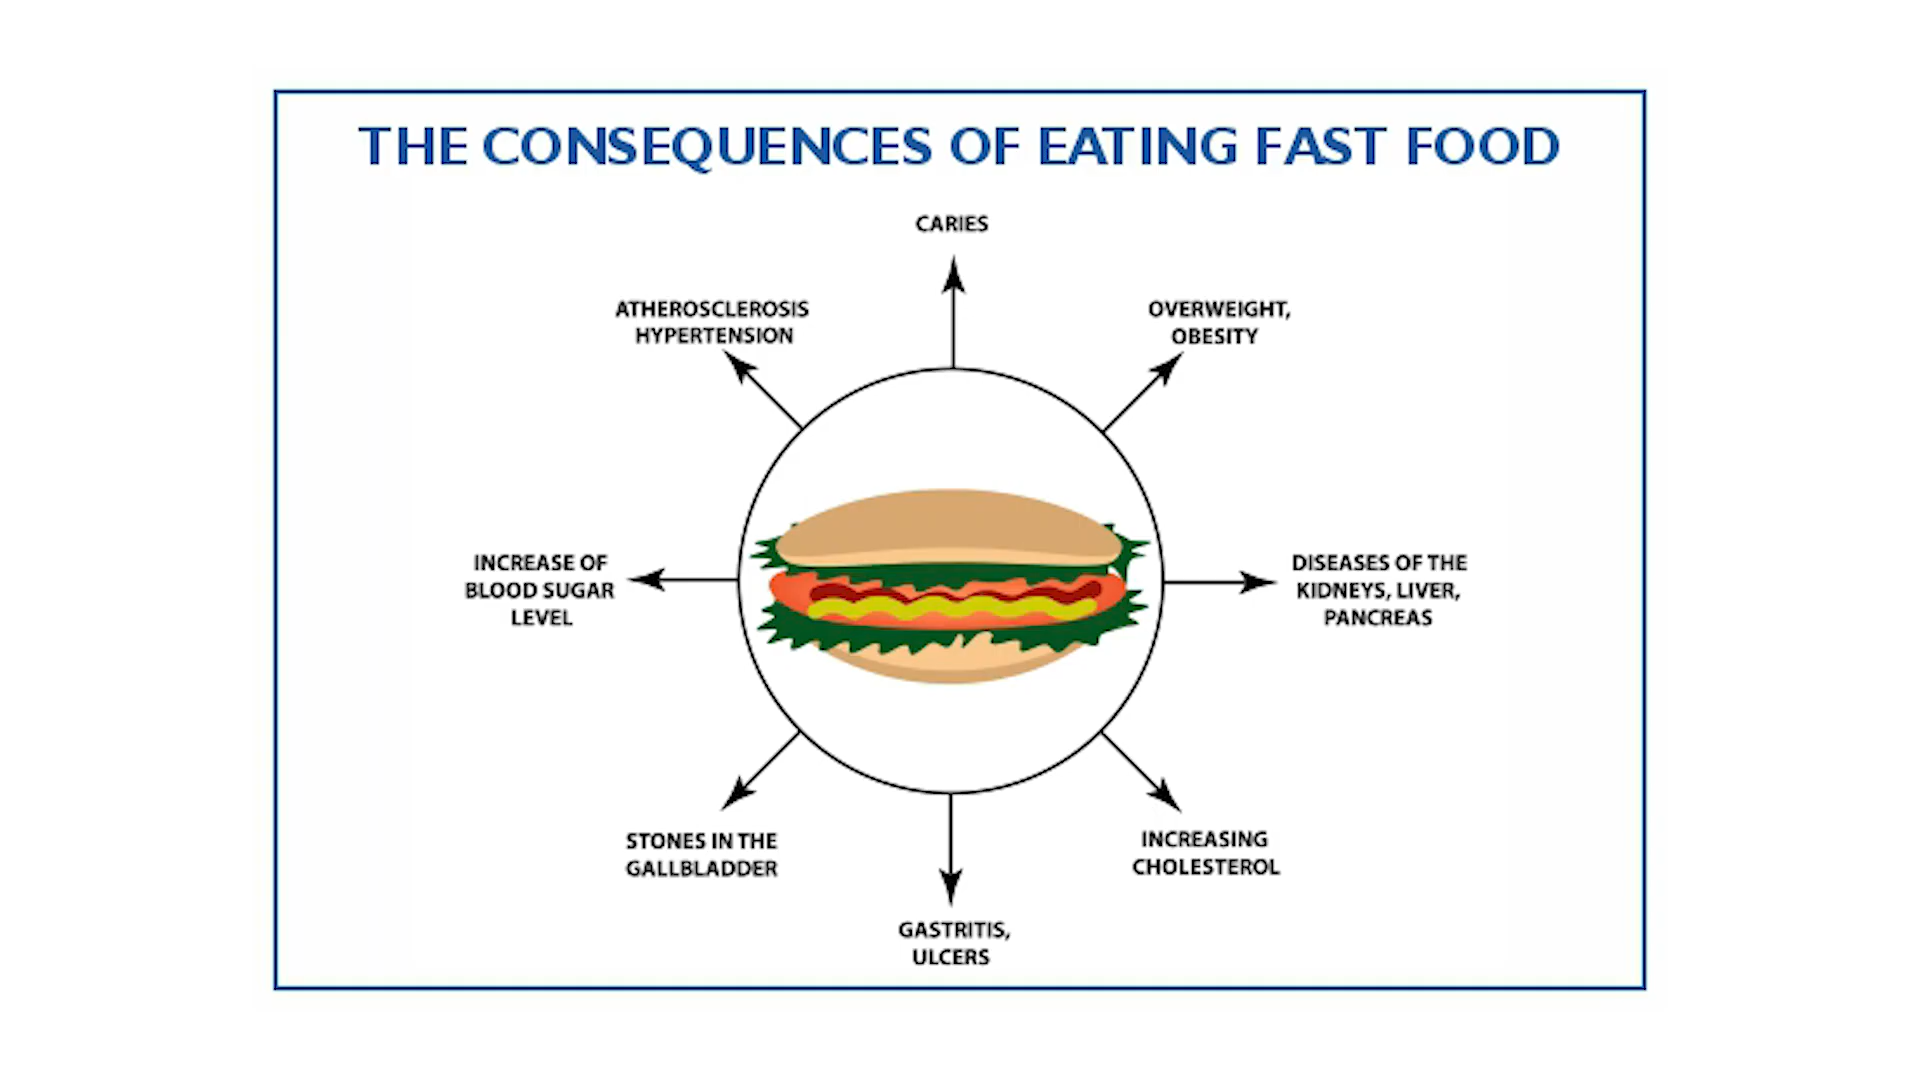 THE CONSEQUENCES OF EATING FAST FOOD
CARIES
ATHEROSCLEROSIS
HYPERTENSION
OVERWEIGHT,
OBESITY
INCREASE OF
BLOOD SUGAR
LEVEL
DISEASES OF THE
KIDNEYS, LIVER,
PANCREAS
STONES IN THE
GALLBLADDER
INCREASING
CHOLESTEROL
GASTRITIS,
ULCERS